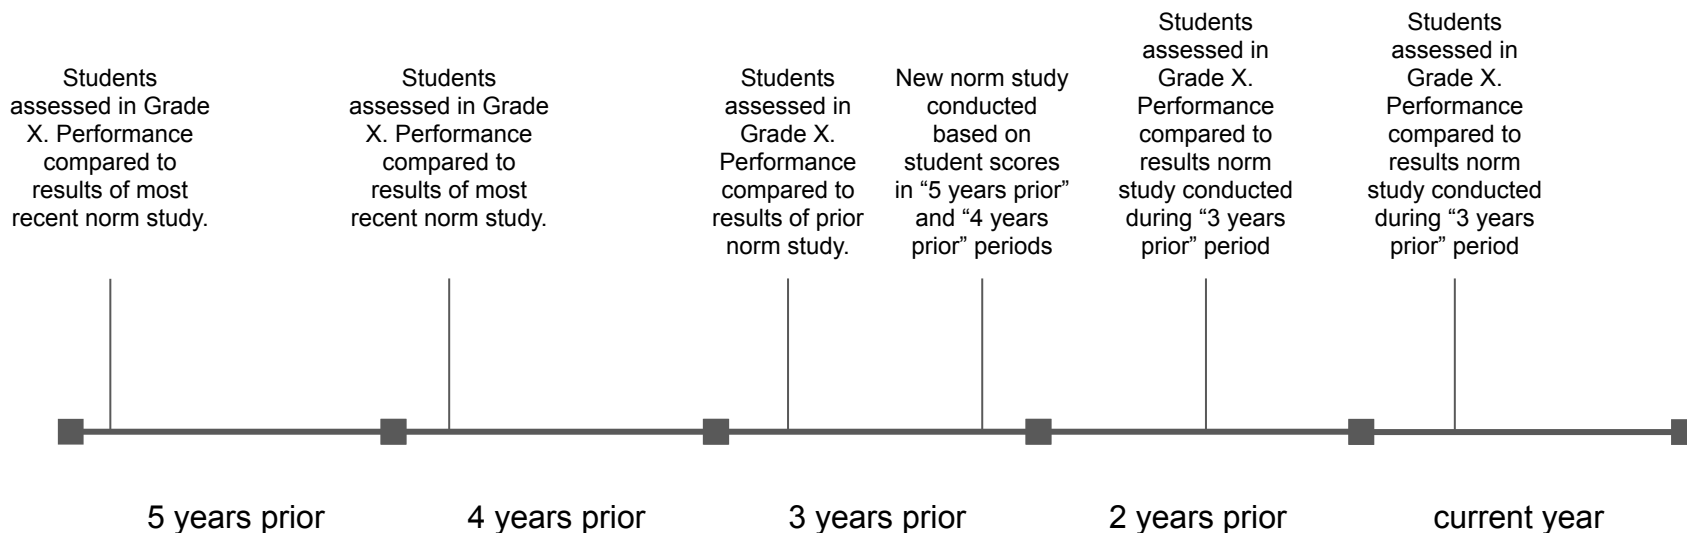 Students
assessed in Grade
X. Performance
compared to
results of most
recent norm study.
Students
assessed in Grade
X. Performance
compared to
results of most
recent norm study.
Students
assessed in
Grade X.
Performance
compared to
results of prior
norm study.
New norm study
conducted
based on
student scores
in “5 years prior”
and “4 years
prior” periods
Students
assessed in
Grade X.
Performance
compared to
results norm
study conducted
during “3 years
prior” period
Students
assessed in
Grade X.
Performance
compared to
results norm
study conducted
during “3 years
prior” period
5 years prior
4 years prior
3 years prior
2 years prior
current year